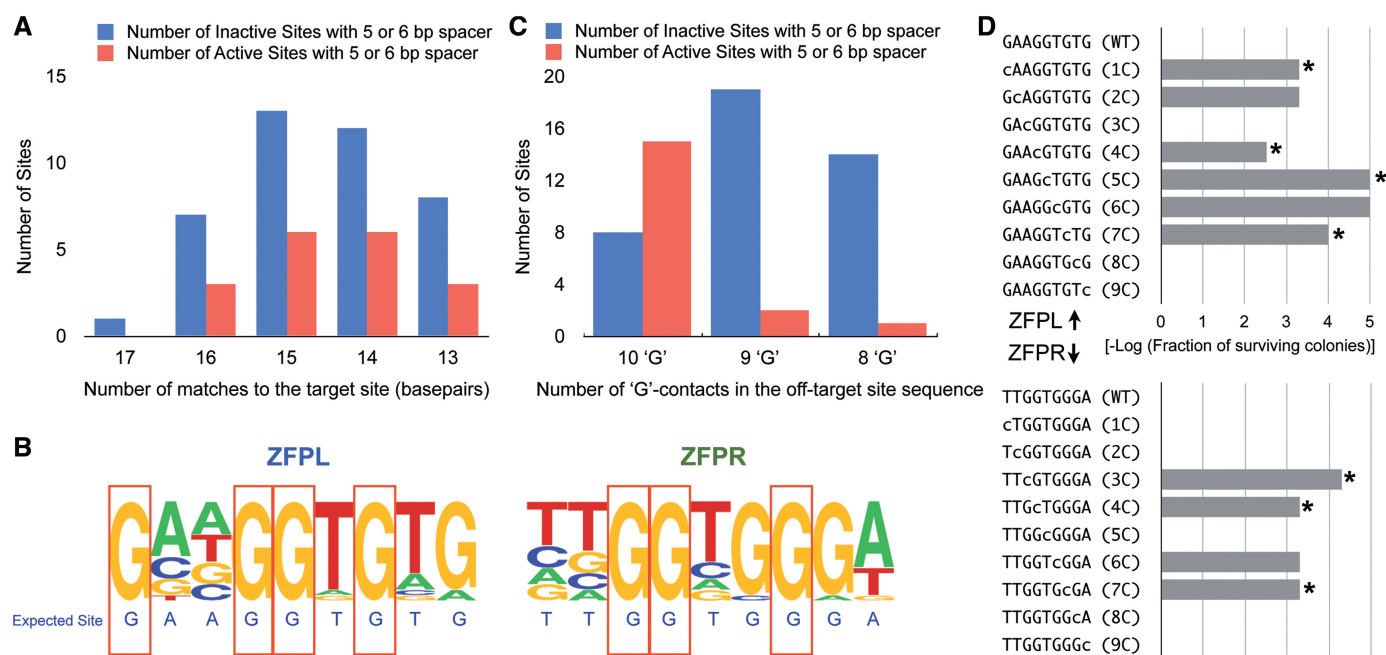 A
Number of Inactive Sites with 5 or 6 bp spacer
Number of Active Sites with 5 or 6 bp spacer
Number of Sites
15
10
5
0
17 16 15 14 13
Number of matches to the target site (basepairs)
C
Number of Inactive Sites with 5 or 6 bp spacer
Number of Active Sites with 5 or 6 bp spacer
Number of Sites
20
16
12
8
4
0
10 'G' 9 'G' 8 'G'
Number of 'G'-contacts in the off-target site sequence
B
ZFPL
Expected Site G A A G G T G T G
ZFPR
T T G G T G G G A
D
GAAGGTGTG (WT)
cAAGGTGTG (1C) *
GcAGGTGTG (2C)
GAcGGTGTG (3C)
GAAcGTGTG (4C) *
GAAGcTGTG (5C) *
GAAGGcGTG (6C)
GAAGGTcTG (7C) *
GAAGGTGcG (8C)
GAAGGTGTc (9C)
ZFPL ↑
ZFPR ↓
0 1 2 3 4 5
[-Log (Fraction of surviving colonies)]
TTGGTGGGA (WT)
cTGGTGGGA (1C)
TcGGTGGGA (2C)
TTcGTGGGA (3C) *
TTGcTGGGA (4C) *
TTGGcGGGA (5C)
TTGGTcGGA (6C)
TTGGTGcGA (7C) *
TTGGTGGcA (8C)
TTGGTGGGc (9C)